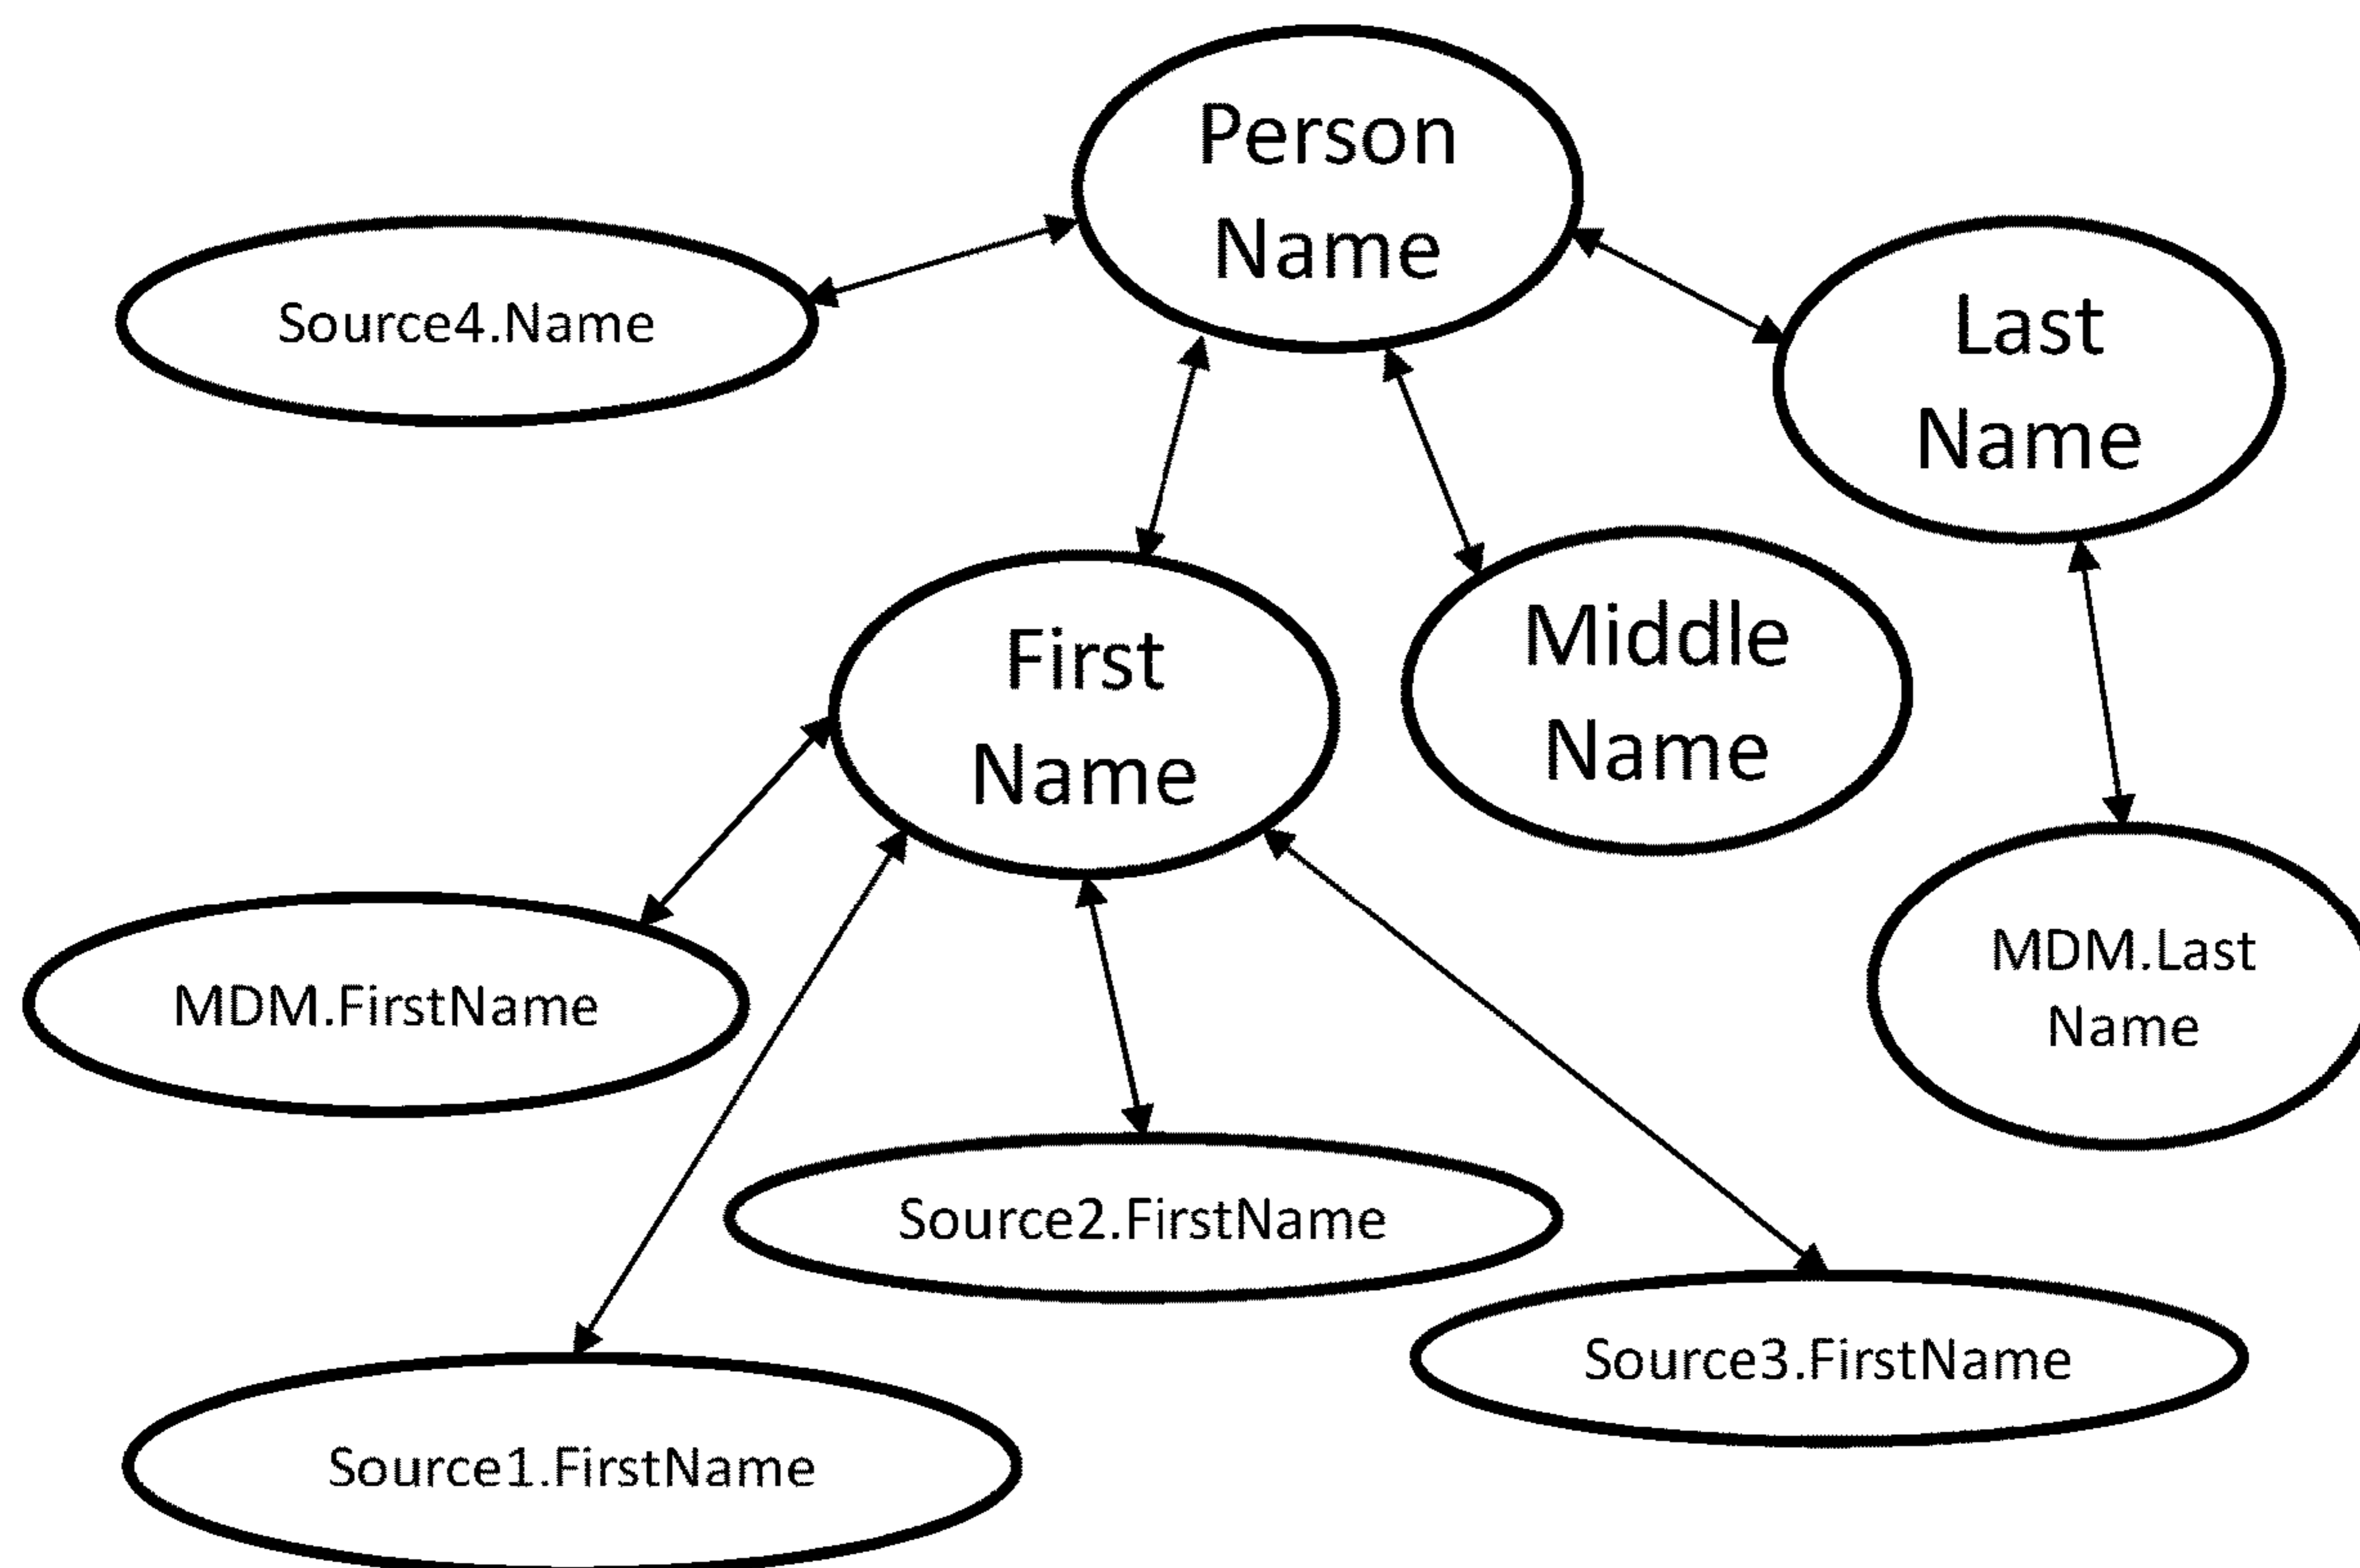 Person
Name
Source4.Name
Last
Name
First
Name
Middle
Name
MDM.FirstName
MDM.Last
Name
Source2.FirstName
Source3.FirstName
Source1.FirstName